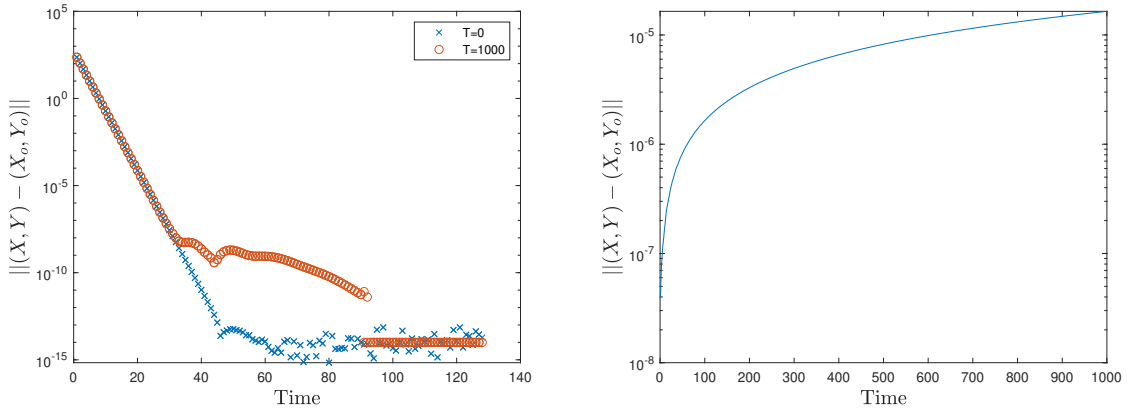 10^5
10^0
10^-5
10^-10
10^-15
||(X, Y) − (X_o, Y_o)||
0 20 40 60 80 100 120 140
Time
T=0
T=1000
10^-5
10^-6
10^-7
10^-8
||(X, Y) − (X_o, Y_o)||
0 100 200 300 400 500 600 700 800 900 1000
Time